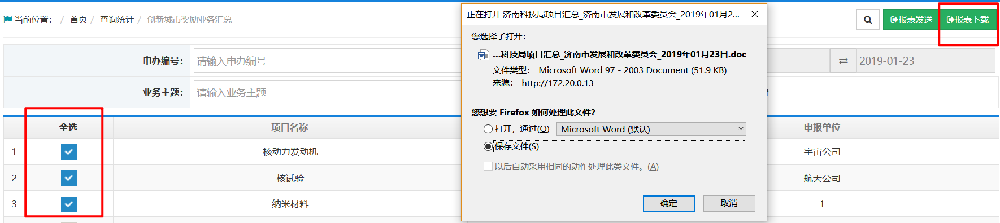 当前位置： / 首页 / 查询统计 / 创新城市奖励业务汇总
报表发送
报表下载
申办编号：
请输入申办编号
2019-01-23
业务主题：
请输入业务主题
全选
项目名称
申报单位
1
核动力发动机
宇宙公司
2
核试验
航天公司
3
纳米材料
1
正在打开 济南科技局项目汇总_济南市发展和改革委员会_2019年01月2...
您选择了打开：
...科技局项目汇总_济南市发展和改革委员会_2019年01月23日.doc
文件类型： Microsoft Word 97 - 2003 Document (51.9 KB)
来源： http://172.20.0.13
您想要 Firefox 如何处理此文件？
打开，通过(O)
Microsoft Word (默认)
保存文件(S)
以后自动采用相同的动作处理此类文件。(A)
确定
取消